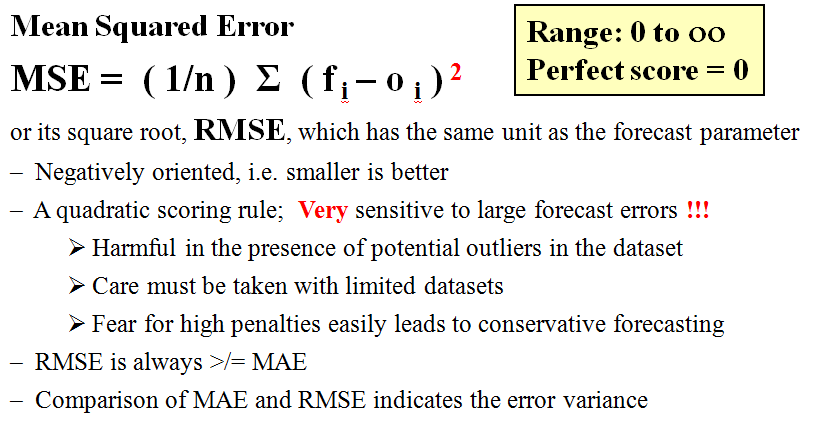 Mean Squared Error
MSE = ( 1/n ) Σ ( f i – o i ) 2
Range: 0 to ∞
Perfect score = 0
or its square root, RMSE, which has the same unit as the forecast parameter
– Negatively oriented, i.e. smaller is better
– A quadratic scoring rule; Very sensitive to large forecast errors !!!
➢ Harmful in the presence of potential outliers in the dataset
➢ Care must be taken with limited datasets
➢ Fear for high penalties easily leads to conservative forecasting
– RMSE is always >/= MAE
– Comparison of MAE and RMSE indicates the error variance